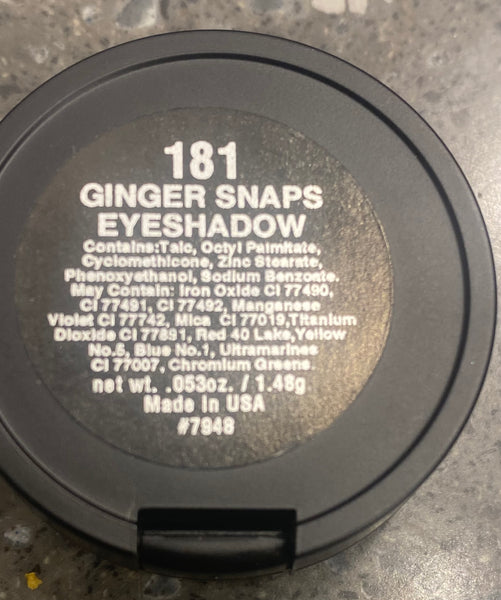 181
GINGER SNAPS
EYESHADOW
Contains:Talc, Octyl Palmitate,
Cyclomethicone, Zinc Stearate,
Phenoxyethanol, Sodium Benzoate.
May Contain: Iron Oxide CI 77490,
CI 77491, CI 77492, Manganese
Violet CI 77742, Mica CI 77019,Titanium
Dioxide CI 77891, Red 40 Lake,Yellow
No.5, Blue No.1, Ultramarines
CI 77007, Chromium Greens.
net wt. .053oz. / 1.48g
Made in USA
#7948